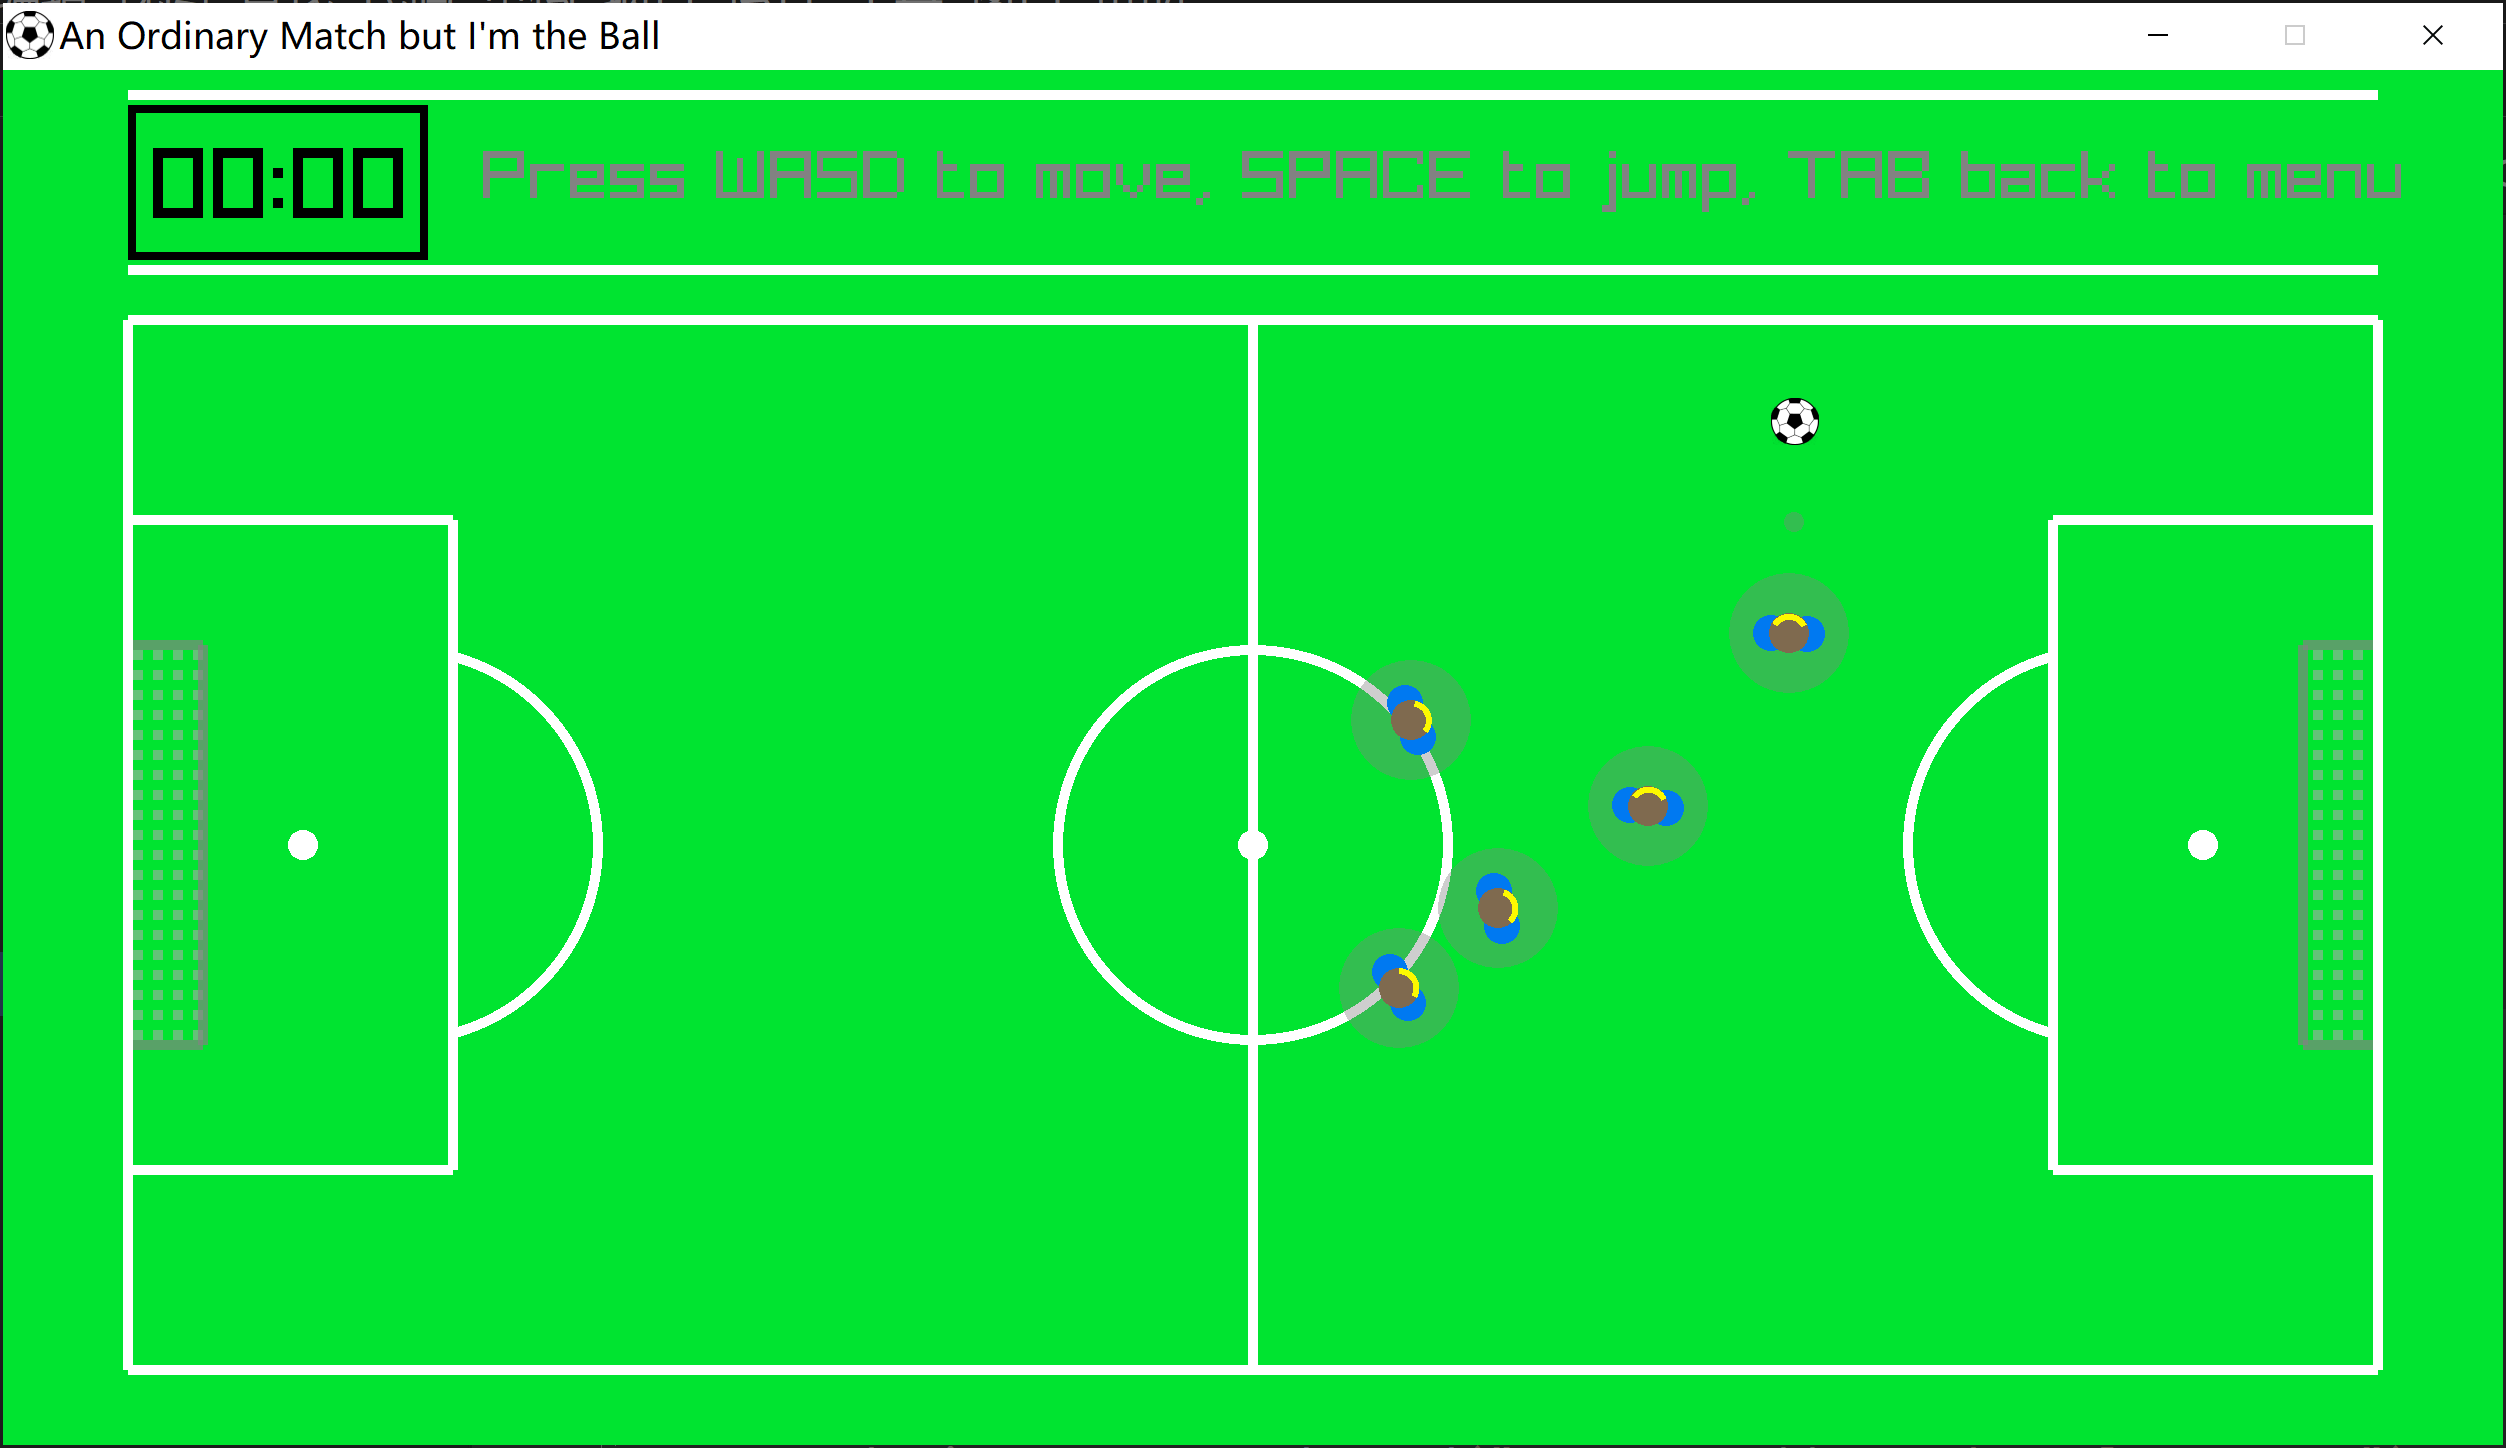 An Ordinary Match but I'm the Ball
00:00
Press WASD to move. SPACE to jump. TAB back to menu